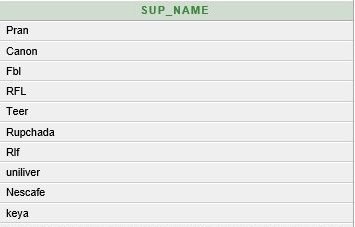 SUP_NAME
Pran
Canon
Fbl
RFL
Teer
Rupchada
Rlf
uniliver
Nescafe
keya